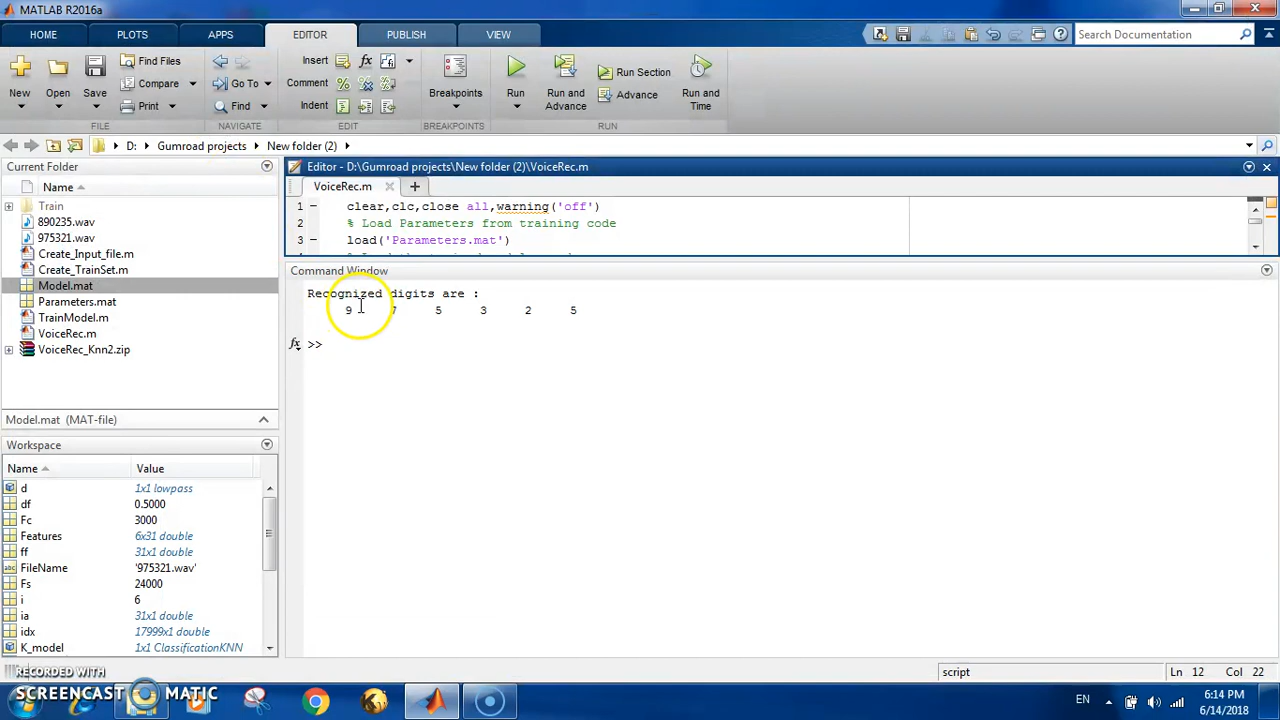 MATLAB R2016a
HOME PLOTS APPS EDITOR PUBLISH VIEW
Search Documentation
New Open Save
Find Files
Compare
Print
FILE
Go To
Find
NAVIGATE
Insert fx
Comment
Indent
EDIT
Breakpoints
BREAKPOINTS
Run
Run and Advance
Run Section
Advance
Run and Time
RUN
D: Gumroad projects New folder (2)
Current Folder
Name
Train
890235.wav
975321.wav
Create_Input_file.m
Create_TrainSet.m
Model.mat
Parameters.mat
TrainModel.m
VoiceRec.m
VoiceRec_Knn2.zip
Model.mat (MAT-file)
Workspace
Name Value
d 1x1 lowpass
df 0.5000
Fc 3000
Features 6x31 double
ff 31x1 double
FileName '975321.wav'
Fs 24000
i 6
ia 31x1 double
idx 17999x1 double
K_model 1x1 ClassificationKNN
Editor - D:\Gumroad projects\New folder (2)\VoiceRec.m
VoiceRec.m
1 clear,clc,close all,warning('off')
2 % Load Parameters from training code
3 load('Parameters.mat')
Command Window
Recognized digits are :
9 7 5 3 2 5
fx >>
script Ln 12 Col 22
RECORDED WITH
SCREENCAST MATIC
EN 6:14 PM
6/14/2018